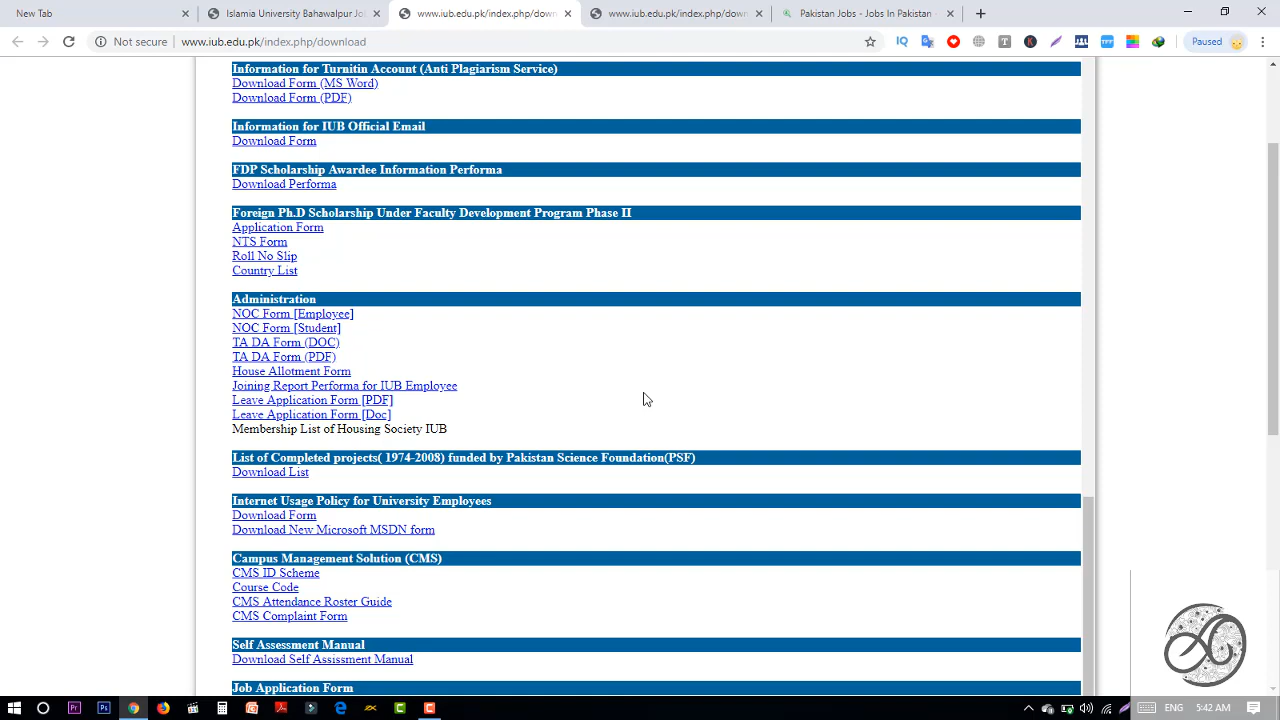 New Tab
Islamia University Bahawalpur Jo
www.iub.edu.pk/index.php/down
www.iub.edu.pk/index.php/down
Pakistan Jobs - Jobs In Pakistan -
Not secure
www.iub.edu.pk/index.php/download
IQ
T
K
TFF
Paused
Information for Turnitin Account (Anti Plagiarism Service)
Download Form (MS Word)
Download Form (PDF)
Information for IUB Official Email
Download Form
FDP Scholarship Awardee Information Performa
Download Performa
Foreign Ph.D Scholarship Under Faculty Development Program Phase II
Application Form
NTS Form
Roll No Slip
Country List
Administration
NOC Form [Employee]
NOC Form [Student]
TA DA Form (DOC)
TA DA Form (PDF)
House Allotment Form
Joining Report Performa for IUB Employee
Leave Application Form [PDF]
Leave Application Form [Doc]
Membership List of Housing Society IUB
List of Completed projects( 1974-2008) funded by Pakistan Science Foundation(PSF)
Download List
Internet Usage Policy for University Employees
Download Form
Download New Microsoft MSDN form
Campus Management Solution (CMS)
CMS ID Scheme
Course Code
CMS Attendance Roster Guide
CMS Complaint Form
Self Assessment Manual
Download Self Assissment Manual
Job Application Form
Pr
Ps
ENG
5:42 AM